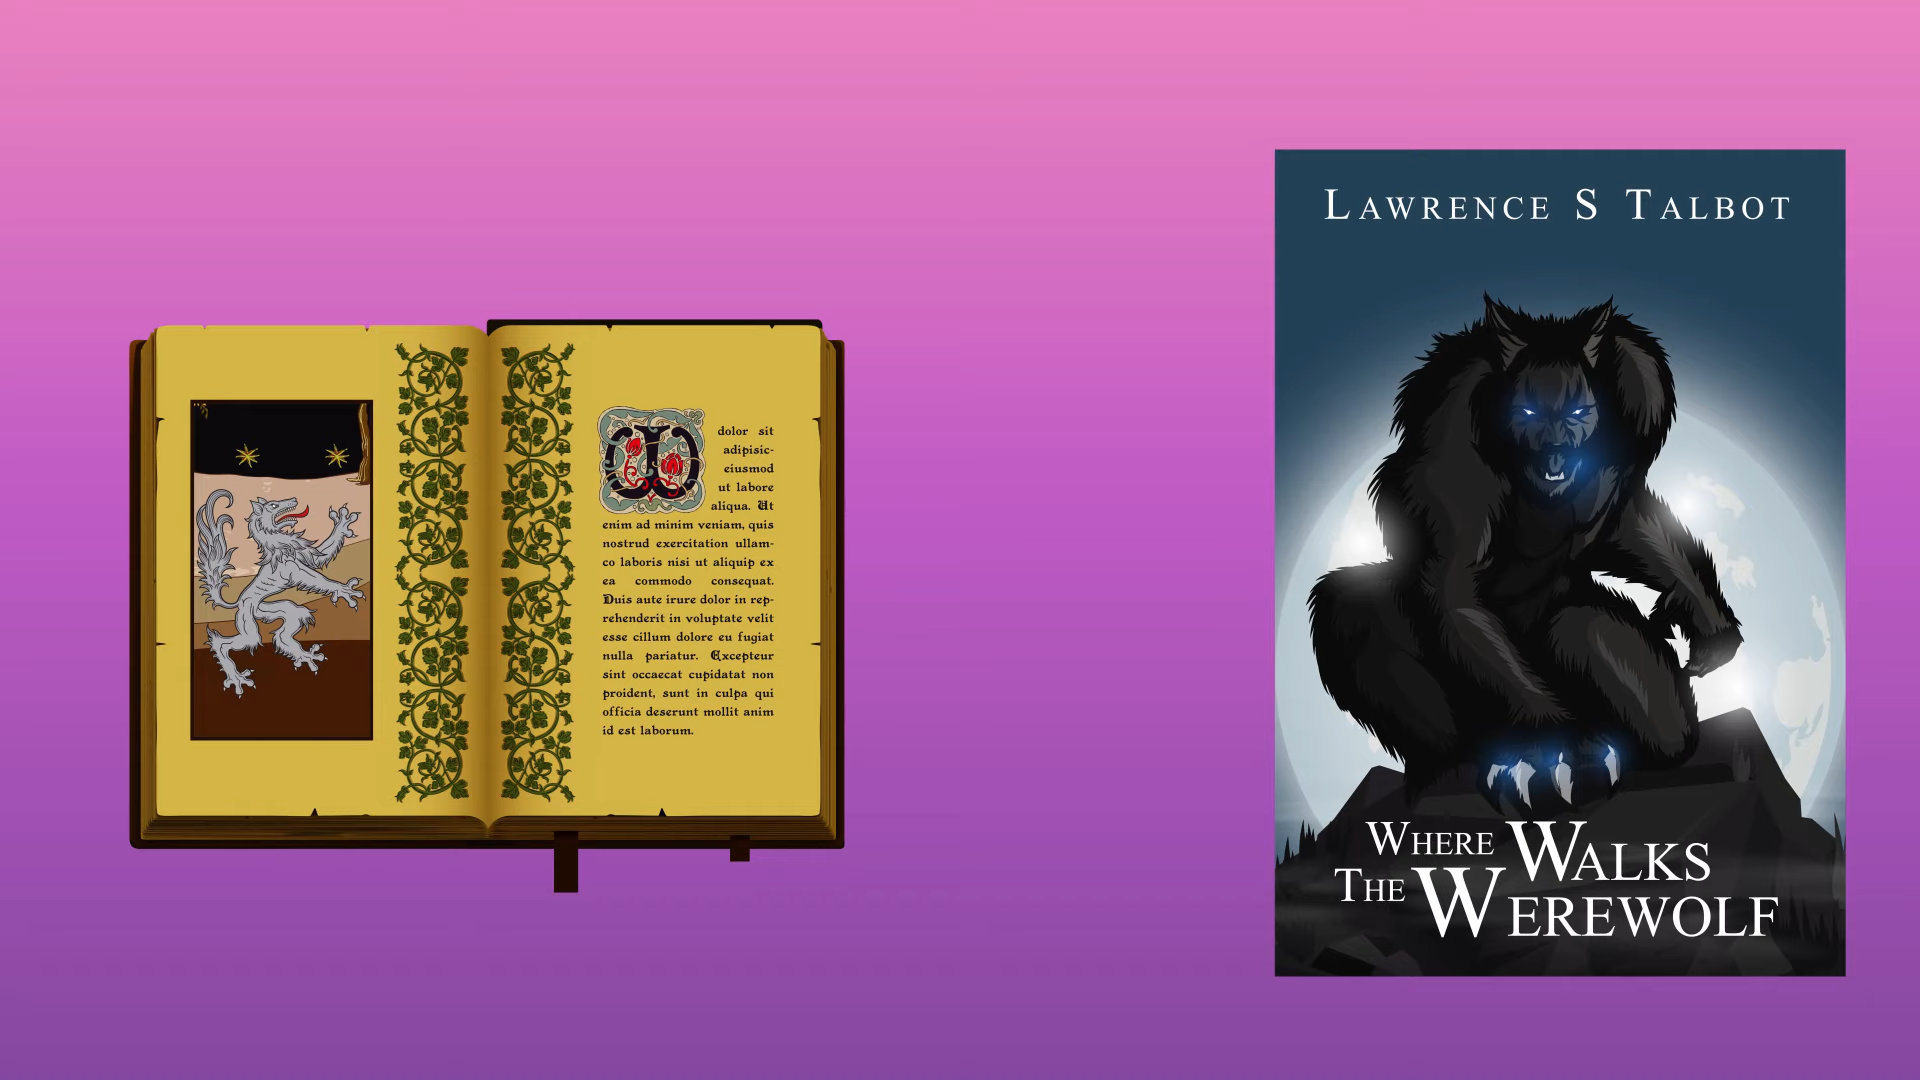 dolor sit
adipisic-
eiusmod
ut labore
aliqua. Ut
enim ad minim veniam, quis
nostrud exercitation ullam-
co laboris nisi ut aliquip ex
ea commodo consequat.
Duis aute irure dolor in rep-
rehenderit in voluptate velit
esse cillum dolore eu fugiat
nulla pariatur. Excepteur
sint occaecat cupidatat non
proident, sunt in culpa qui
officia deserunt mollit anim
id est laborum.
LAWRENCE S TALBOT
WHERE WALKS
THE WEREWOLF